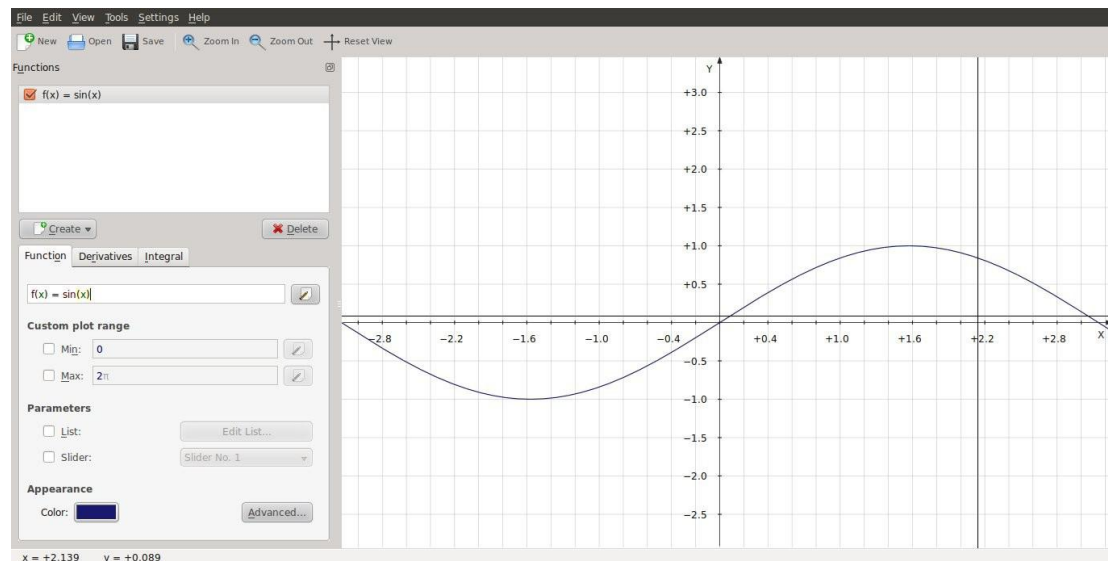 File Edit View Tools Settings Help
New Open Save Zoom In Zoom Out Reset View
Functions
f(x) = sin(x)
Create Delete
Function Derivatives Integral
f(x) = sin(x)
Custom plot range
Min: 0
Max: 2π
Parameters
List: Edit List...
Slider: Slider No. 1
Appearance
Color: Advanced...
x = +2.139 y = +0.089
Y
+3.0
+2.5
+2.0
+1.5
+1.0
+0.5
−2.8 −2.2 −1.6 −1.0 −0.4 +0.4 +1.0 +1.6 +2.2 +2.8 X
−0.5
−1.0
−1.5
−2.0
−2.5